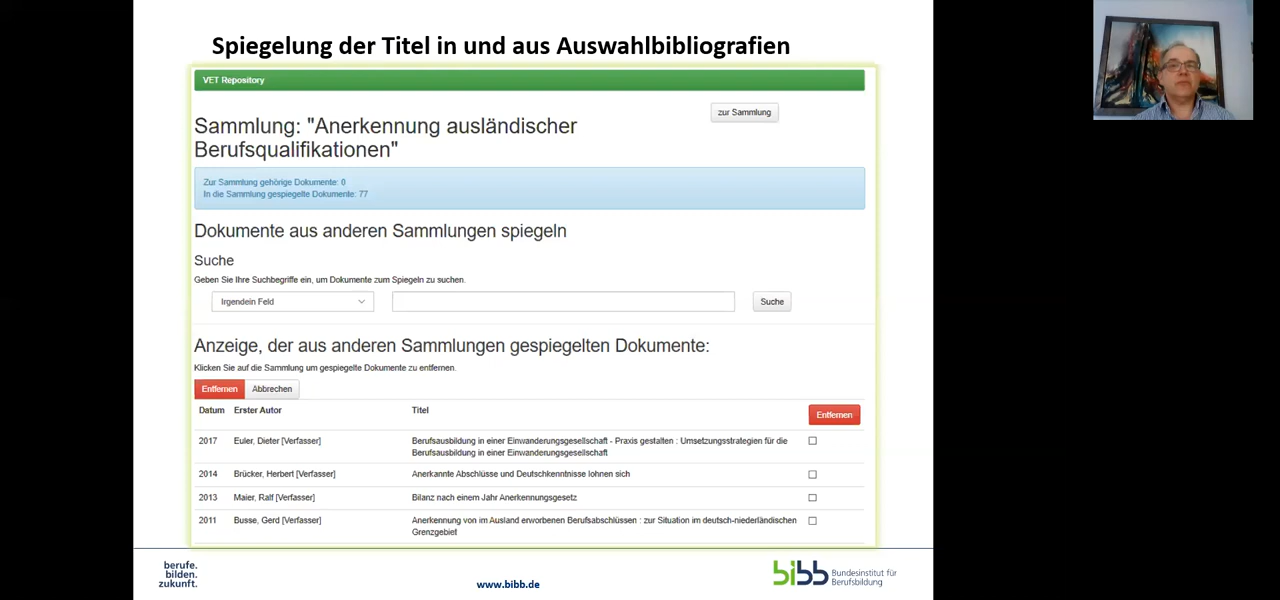 Spiegelung der Titel in und aus Auswahlbibliografien
VET Repository
zur Sammlung
Sammlung: "Anerkennung ausländischer
Berufsqualifikationen"
Zur Sammlung gehörige Dokumente: 0
In die Sammlung gespiegelte Dokumente: 77
Dokumente aus anderen Sammlungen spiegeln
Suche
Geben Sie Ihre Suchbegriffe ein, um Dokumente zum Spiegeln zu suchen.
Irgendein Feld
Suche
Anzeige, der aus anderen Sammlungen gespiegelten Dokumente:
Klicken Sie auf die Sammlung um gespiegelte Dokumente zu entfernen.
Entfernen Abbrechen
Datum Erster Autor Titel Entfernen
2017 Euler, Dieter [Verfasser] Berufsausbildung in einer Einwanderungsgesellschaft - Praxis gestalten : Umsetzungsstrategien für die
Berufsausbildung in einer Einwanderungsgesellschaft
2014 Brücker, Herbert [Verfasser] Anerkannte Abschlüsse und Deutschkenntnisse lohnen sich
2013 Maier, Ralf [Verfasser] Bilanz nach einem Jahr Anerkennungsgesetz
2011 Busse, Gerd [Verfasser] Anerkennung von im Ausland erworbenen Berufsabschlüssen : zur Situation im deutsch-niederländischen
Grenzgebiet
berufe.
bilden.
zukunft.
www.bibb.de
bibb Bundesinstitut für
Berufsbildung